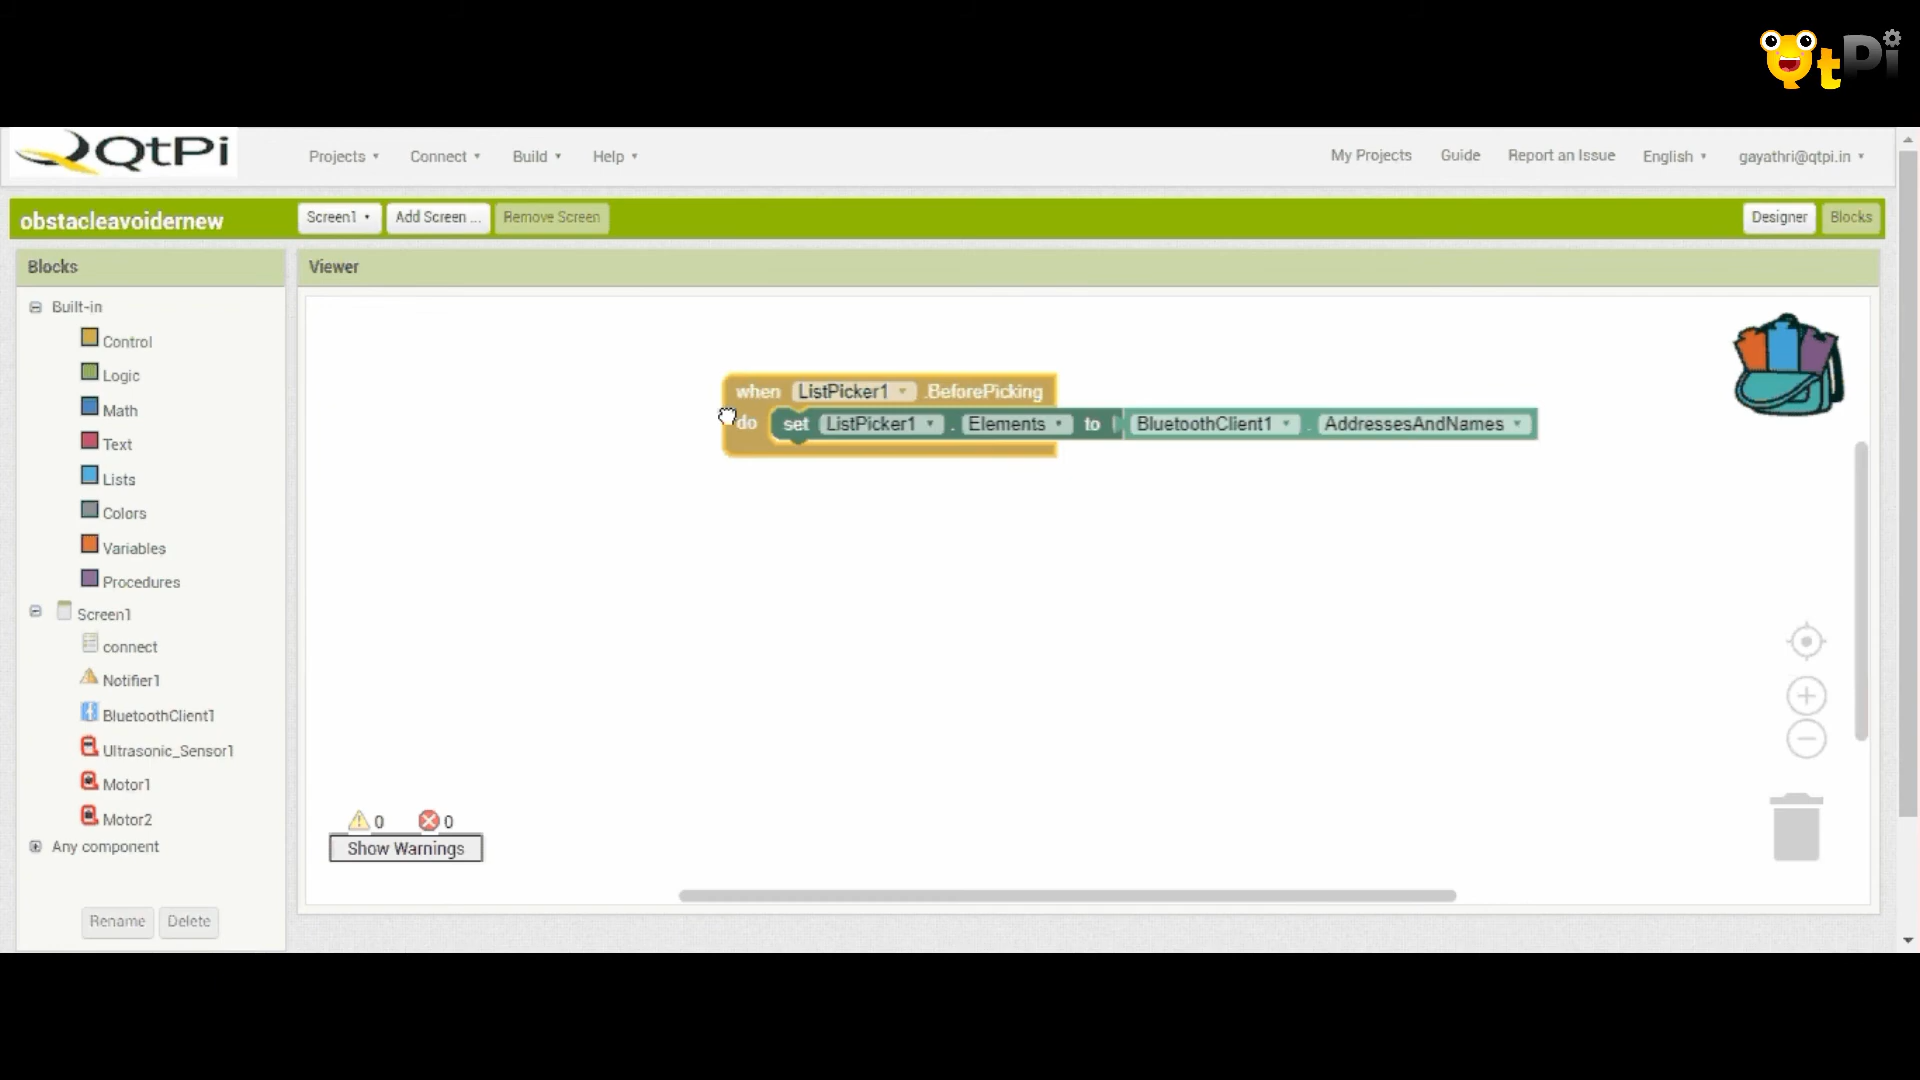 QtPi
QtPi
Projects Connect Build Help
My Projects Guide Report an Issue English gayathri@qtpi.in
obstacleavoidernew
Screen1 Add Screen ... Remove Screen
Designer Blocks
Blocks
Viewer
Built-in
Control
Logic
Math
Text
Lists
Colors
Variables
Procedures
Screen1
connect
Notifier1
BluetoothClient1
Ultrasonic_Sensor1
Motor1
Motor2
Any component
Rename Delete
when ListPicker1 .BeforePicking
do set ListPicker1 . Elements to BluetoothClient1 . AddressesAndNames
0 0
Show Warnings